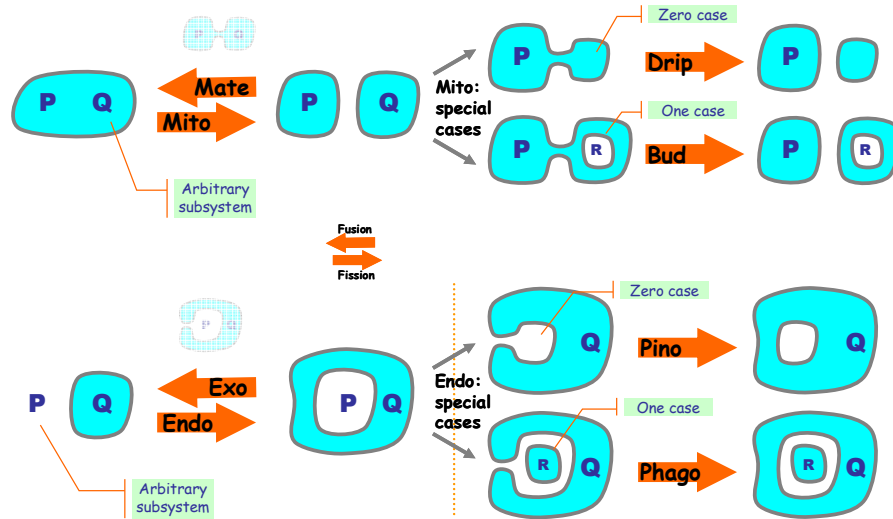 Zero case
P Q
P
Drip
P
Mate
P Q
P Q
Mito:
special
cases
Mito
One case
P
R
Bud
P
R
Arbitrary
subsystem
Fusion
Fission
Zero case
P Q
Q
Pino
Q
Exo
P Q
P Q
Endo:
special
cases
Endo
One case
R
Q
Phago
R
Q
Arbitrary
subsystem